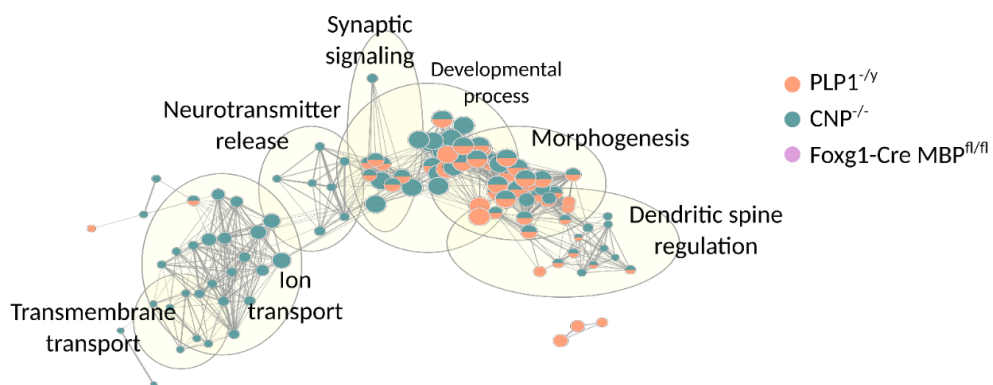 Synaptic
signaling
Developmental
process
Neurotransmitter
release
Morphogenesis
Dendritic spine
regulation
Ion
transport
Transmembrane
transport
PLP1-/y
CNP-/-
Foxg1-Cre MBPfl/fl